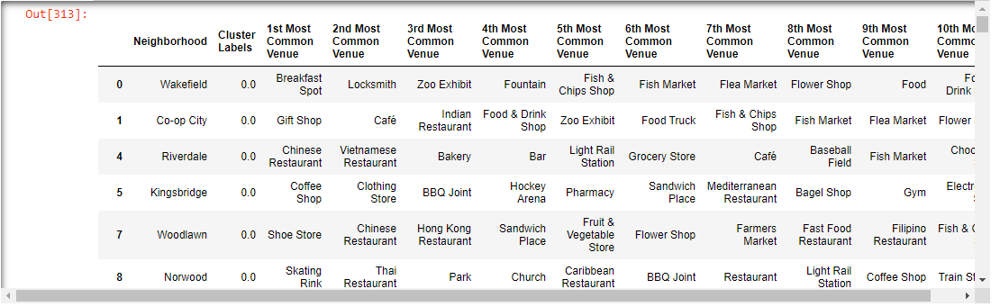 Out[313]:
Neighborhood Cluster Labels 1st Most Common Venue 2nd Most Common Venue 3rd Most Common Venue 4th Most Common Venue 5th Most Common Venue 6th Most Common Venue 7th Most Common Venue 8th Most Common Venue 9th Most Common Venue 10th Common Venue
0 Wakefield 0.0 Breakfast Spot Locksmith Zoo Exhibit Fountain Fish & Chips Shop Fish Market Flea Market Flower Shop Food Drink
1 Co-op City 0.0 Gift Shop Café Indian Restaurant Food & Drink Shop Zoo Exhibit Food Truck Fish & Chips Shop Fish Market Flea Market Flower
4 Riverdale 0.0 Chinese Restaurant Vietnamese Restaurant Bakery Bar Light Rail Station Grocery Store Café Baseball Field Fish Market
5 Kingsbridge 0.0 Coffee Shop Clothing Store BBQ Joint Hockey Arena Pharmacy Sandwich Place Mediterranean Restaurant Bagel Shop Gym
7 Woodlawn 0.0 Shoe Store Chinese Restaurant Hong Kong Restaurant Sandwich Place Fruit & Vegetable Store Flower Shop Farmers Market Fast Food Restaurant Filipino Restaurant Fish &
8 Norwood 0.0 Skating Rink Thai Restaurant Park Church Caribbean Restaurant BBQ Joint Restaurant Light Rail Station Coffee Shop Train